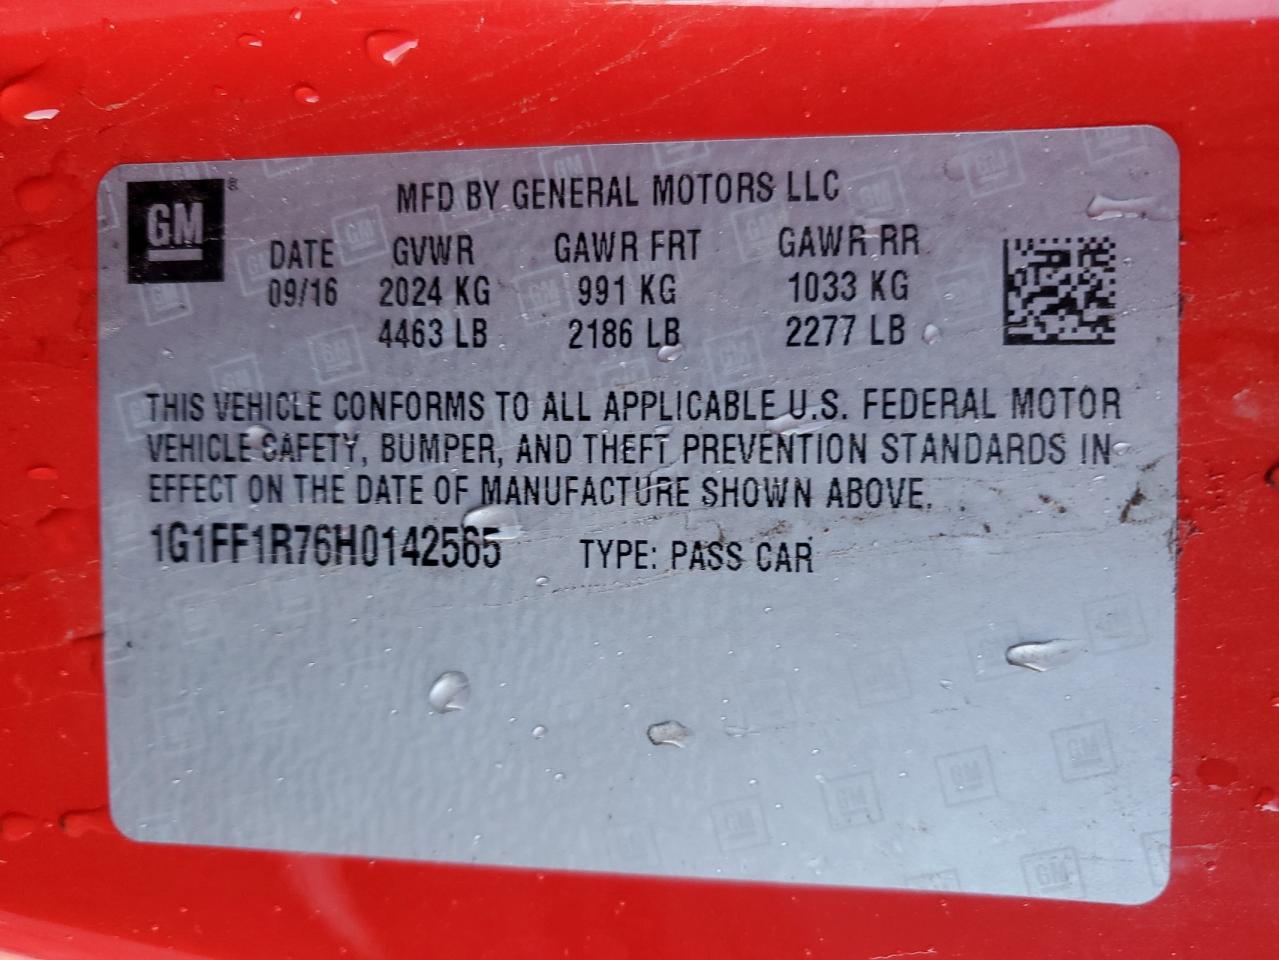 GM
MFD BY GENERAL MOTORS LLC
DATE GVWR GAWR FRT GAWR RR
09/16 2024 KG 991 KG 1033 KG
4463 LB 2186 LB 2277 LB
THIS VEHICLE CONFORMS TO ALL APPLICABLE U.S. FEDERAL MOTOR
VEHICLE SAFETY, BUMPER, AND THEFT PREVENTION STANDARDS IN
EFFECT ON THE DATE OF MANUFACTURE SHOWN ABOVE.
1G1FF1R76H0142565 TYPE: PASS CAR